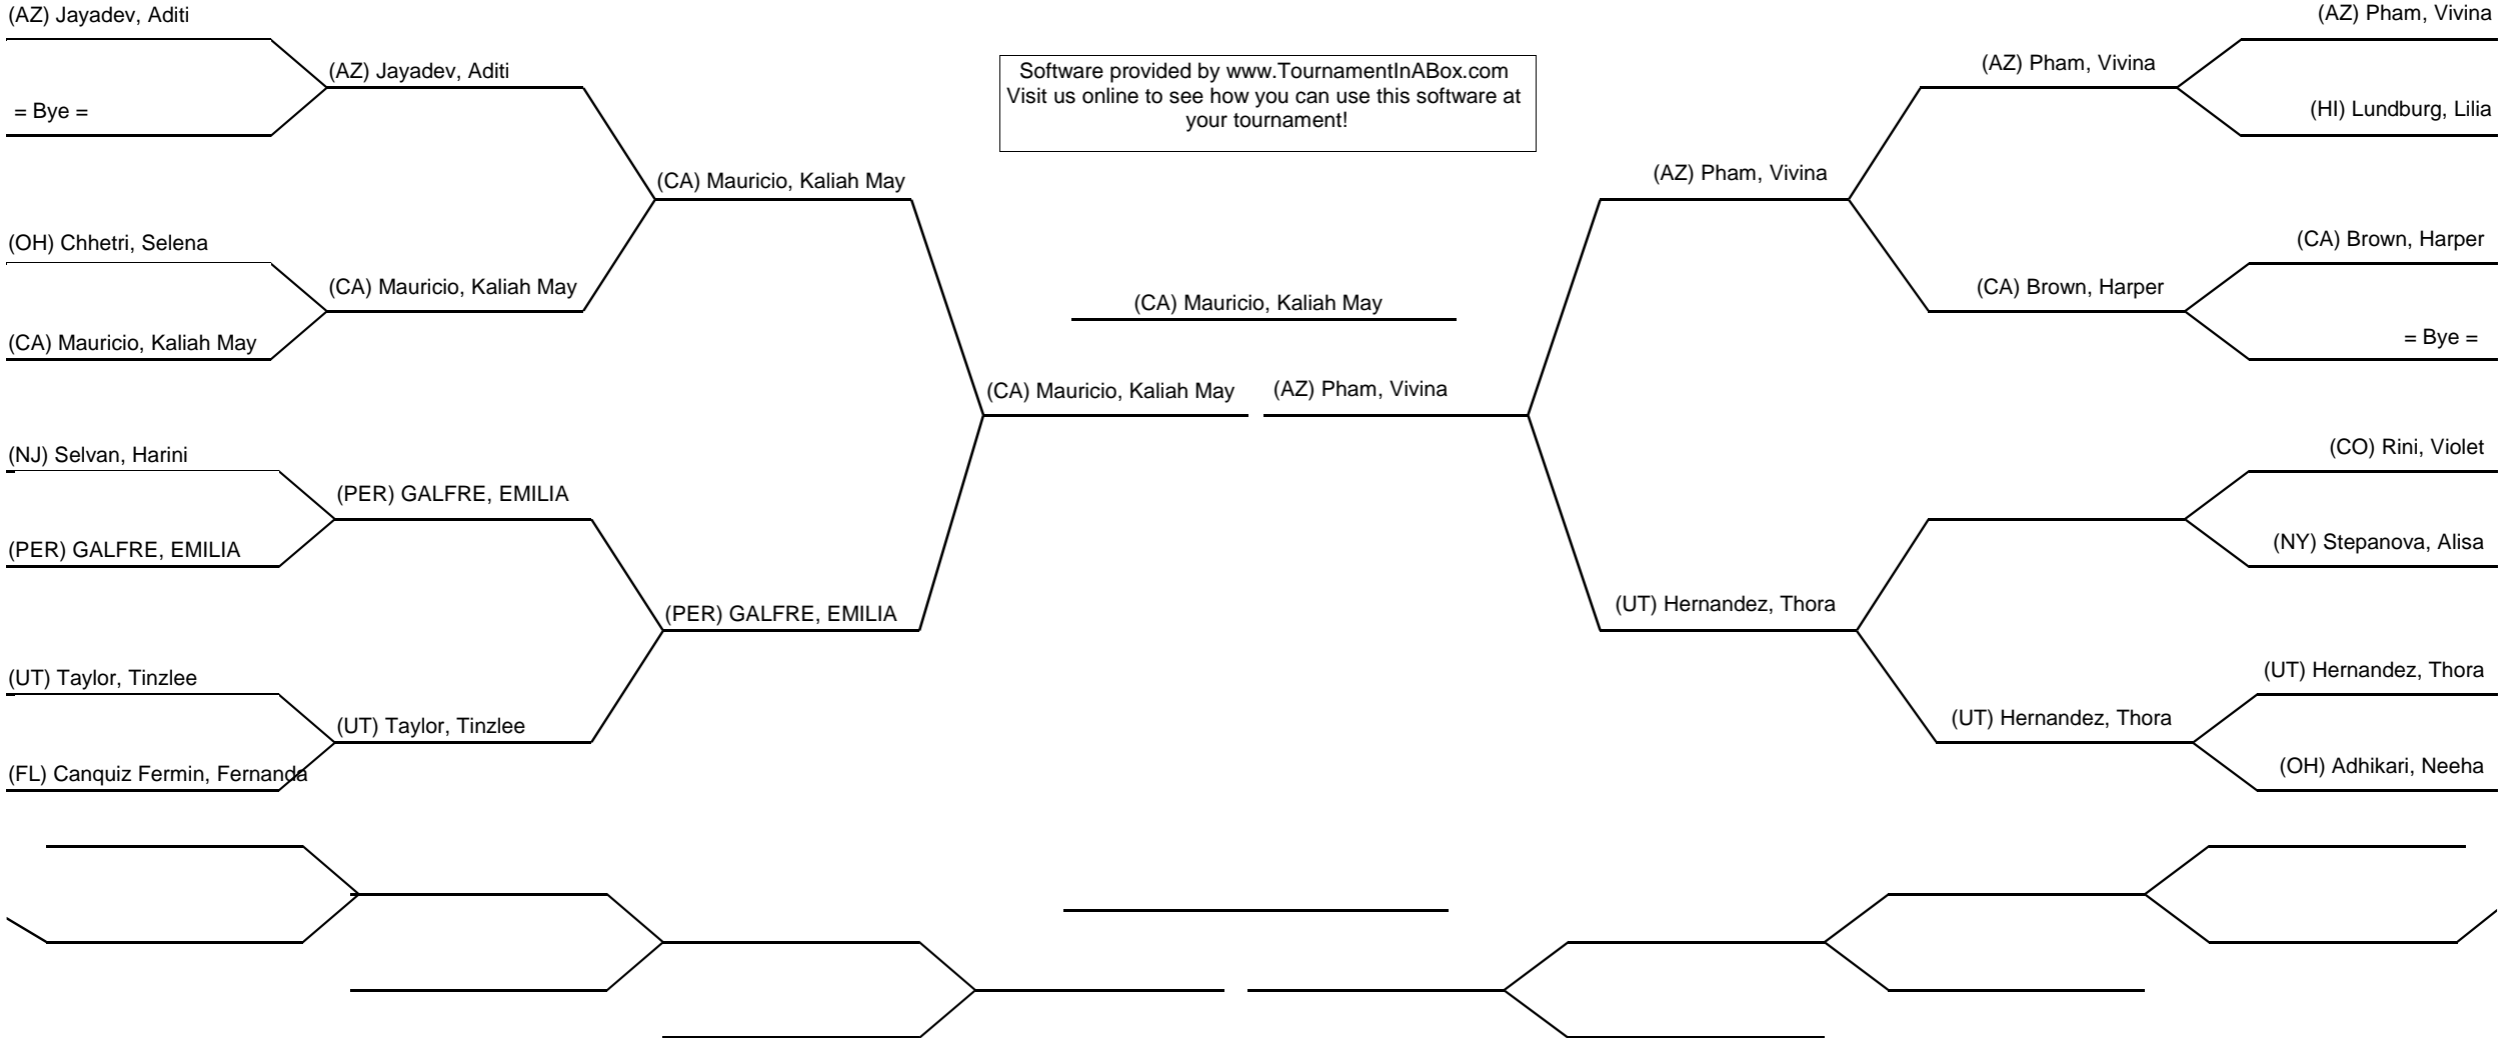 (AZ) Jayadev, Aditi
= Bye =
(OH) Chhetri, Selena
(CA) Mauricio, Kaliah May
(NJ) Selvan, Harini
(PER) GALFRE, EMILIA
(UT) Taylor, Tinzlee
(FL) Canquiz Fermin, Fernanda
(AZ) Jayadev, Aditi
(CA) Mauricio, Kaliah May
(PER) GALFRE, EMILIA
(UT) Taylor, Tinzlee
(CA) Mauricio, Kaliah May
(PER) GALFRE, EMILIA
Software provided by www.TournamentInABox.com
Visit us online to see how you can use this software at
your tournament!
(CA) Mauricio, Kaliah May
(CA) Mauricio, Kaliah May
(AZ) Pham, Vivina
(AZ) Pham, Vivina
(UT) Hernandez, Thora
(AZ) Pham, Vivina
(CA) Brown, Harper
(UT) Hernandez, Thora
(AZ) Pham, Vivina
(HI) Lundburg, Lilia
(CA) Brown, Harper
= Bye =
(CO) Rini, Violet
(NY) Stepanova, Alisa
(UT) Hernandez, Thora
(OH) Adhikari, Neeha